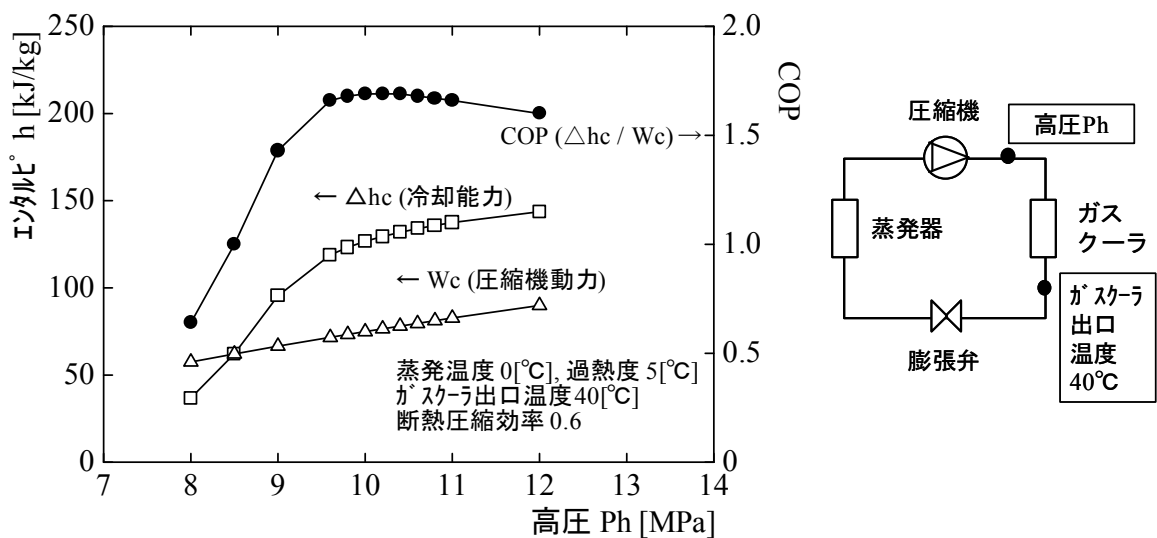 エンタルピ h [kJ/kg]
250
200
150
100
50
0
2.0
1.5
1.0
0.5
0
COP
COP (△hc / Wc) →
← △hc (冷却能力)
← Wc (圧縮機動力)
蒸発温度 0[℃], 過熱度 5[℃]
ガスクーラ出口温度 40[℃]
断熱圧縮効率 0.6
7 8 9 10 11 12 13 14
高圧 Ph [MPa]
圧縮機
高圧Ph
蒸発器
ガス
クーラ
膨張弁
ガスクーラ
出口
温度
40℃